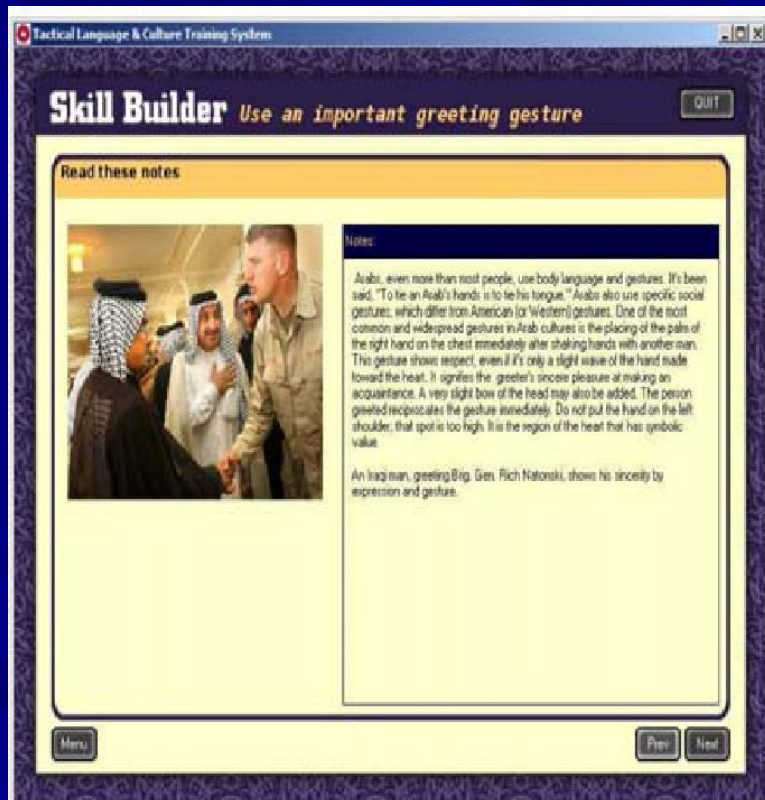 Tactical Language & Culture Training System
Skill Builder Use an important greeting gesture
QUIT
Read these notes
Notes:
Arabs, even more than most people, use body language and gestures. It's been
said, "To tie an Arab's hands is to tie his tongue." Arabs also use specific social
gestures, which differ from American (or Western) gestures. One of the most
common and widespread gestures in Arab cultures is the placing of the palm of
the right hand on the chest immediately after shaking hands with another man.
This gesture shows respect, even if it's only a slight wave of the hand made
toward the heart. It signifies the greeter's sincere pleasure at making an
acquaintance. A very slight bow of the head may also be added. The person
greeted reciprocates the gesture immediately. Do not put the hand on the left
shoulder; that spot is too high. It is the region of the heart that has symbolic
value.
An Iraqi man, greeting Brig. Gen. Rich Natonski, shows his sincerity by
expression and gesture.
Menu
Prev
Next